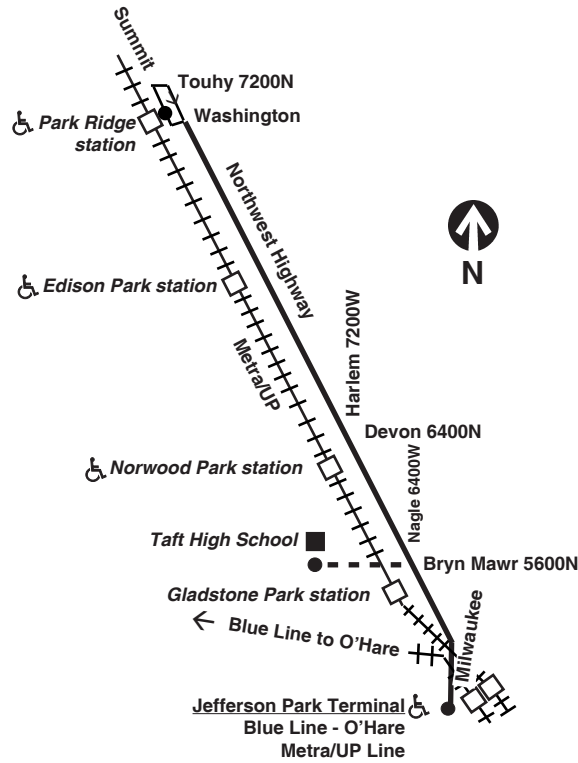 Summit
Touhy 7200N
Washington
Park Ridge
station
Northwest Highway
N
Edison Park station
Metra/UP
Harlem 7200W
Devon 6400N
Norwood Park station
Nagle 6400W
Taft High School
Bryn Mawr 5600N
Gladstone Park station
Blue Line to O'Hare
Milwaukee
Jefferson Park Terminal
Blue Line - O'Hare
Metra/UP Line